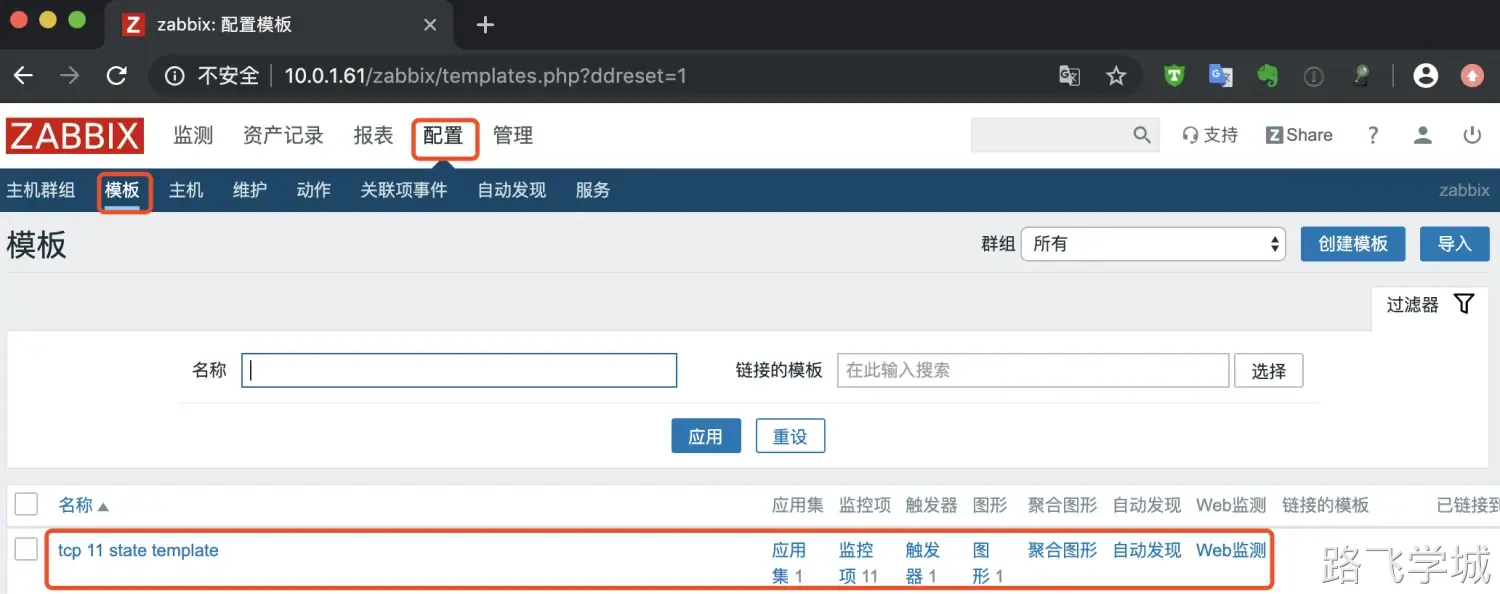 zabbix: 配置模板
不安全 10.0.1.61/zabbix/templates.php?ddreset=1
ZABBIX 监测 资产记录 报表 配置 管理 支持 Z Share ?
主机群组 模板 主机 维护 动作 关联项事件 自动发现 服务 zabbix
模板 群组 所有 创建模板 导入
过滤器
名称 链接的模板 在此输入搜索 选择
应用 重设
名称▲ 应用集 监控项 触发器 图形 聚合图形 自动发现 Web监测 链接的模板 已链接到
tcp 11 state template 应用 监控 触发 图 聚合图形 自动发现 Web监测
集 1 项 11 器 1 形 1
路飞学城